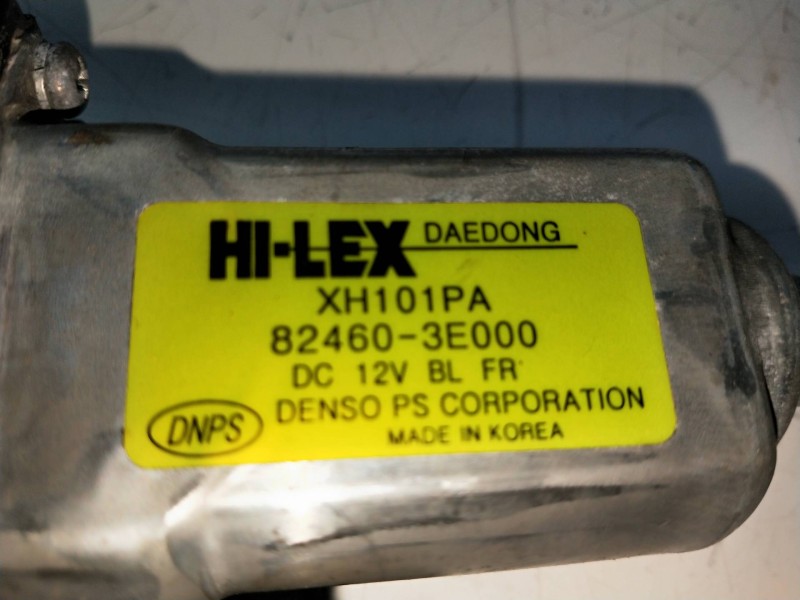 HI-LEX DAEDONG
XH101PA
82460-3E000
DC 12V BL FR
DNPS DENSO PS CORPORATION
MADE IN KOREA